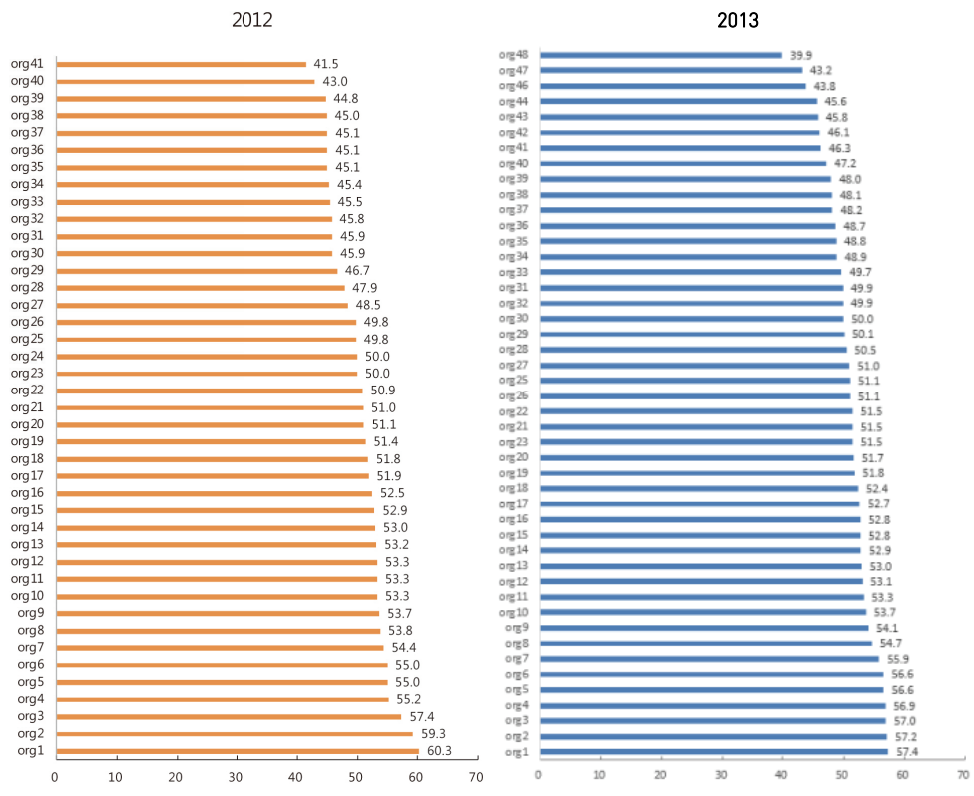 2012
org41 41.5
org40 43.0
org39 44.8
org38 45.0
org37 45.1
org36 45.1
org35 45.1
org34 45.4
org33 45.5
org32 45.8
org31 45.9
org30 45.9
org29 46.7
org28 47.9
org27 48.5
org26 49.8
org25 49.8
org24 50.0
org23 50.0
org22 50.9
org21 51.0
org20 51.1
org19 51.4
org18 51.8
org17 51.9
org16 52.5
org15 52.9
org14 53.0
org13 53.2
org12 53.3
org11 53.3
org10 53.3
org9 53.7
org8 53.8
org7 54.4
org6 55.0
org5 55.0
org4 55.2
org3 57.4
org2 59.3
org1 60.3
0 10 20 30 40 50 60 70
2013
org48 39.9
org47 43.2
org46 43.8
org44 45.6
org43 45.8
org42 46.1
org41 46.3
org40 47.2
org39 48.0
org38 48.1
org37 48.2
org36 48.7
org35 48.8
org34 48.9
org33 49.7
org31 49.9
org32 49.9
org30 50.0
org29 50.1
org28 50.5
org27 51.0
org25 51.1
org26 51.1
org22 51.5
org21 51.5
org23 51.5
org20 51.7
org19 51.8
org18 52.4
org17 52.7
org16 52.8
org15 52.8
org14 52.9
org13 53.0
org12 53.1
org11 53.3
org10 53.7
org9 54.1
org8 54.7
org7 55.9
org6 56.6
org5 56.6
org4 56.9
org3 57.0
org2 57.2
org1 57.4
0 10 20 30 40 50 60 70